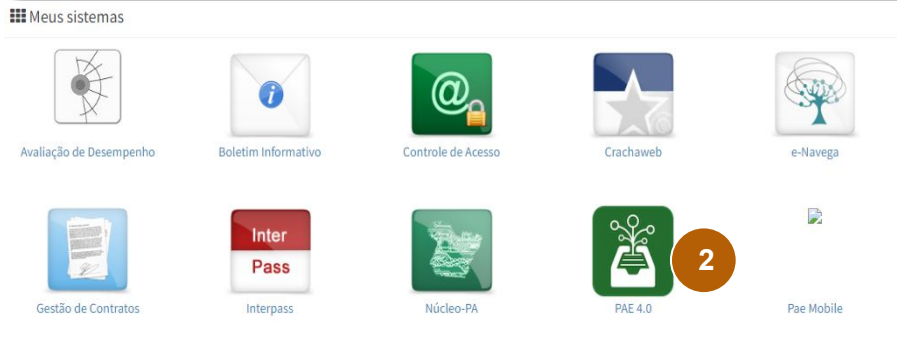 Meus sistemas
Avaliação de Desempenho
Boletim Informativo
Controle de Acesso
Crachaweb
e-Navega
Inter
Pass
2
Gestão de Contratos
Interpass
Núcleo-PA
PAE 4.0
Pae Mobile